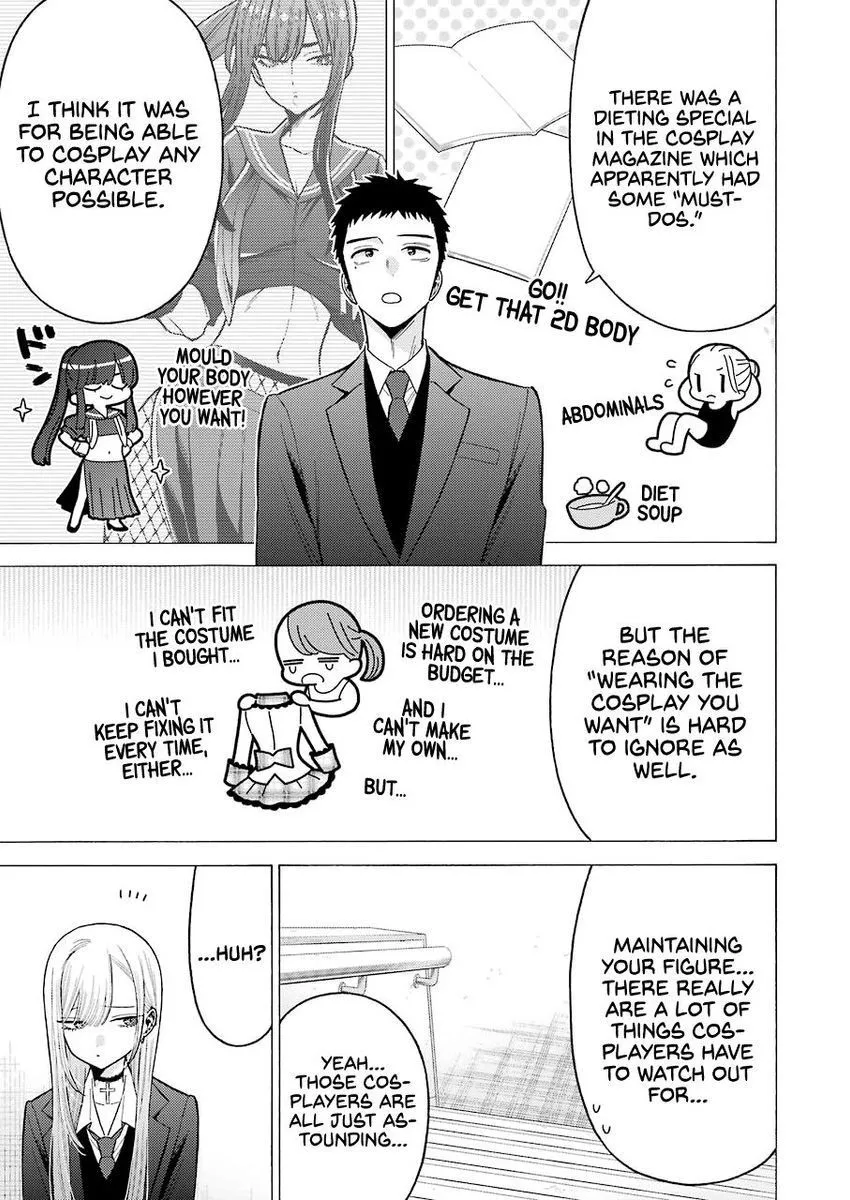 THERE WAS A
DIETING SPECIAL
IN THE COSPLAY
MAGAZINE WHICH
APPARENTLY HAD
SOME "MUST-
DOS."
GO!!
GET THAT 2D BODY
ABDOMINALS
DIET
SOUP
I THINK IT WAS
FOR BEING ABLE
TO COSPLAY ANY
CHARACTER
POSSIBLE.
MOULD
YOUR BODY
HOWEVER
YOU WANT!
ドン
BUT THE
REASON OF
"WEARING THE
COSPLAY YOU
WANT" IS HARD
TO IGNORE AS
WELL.
ORDERING A
NEW COSTUME
IS HARD ON THE
BUDGET...
I CAN'T FIT
THE COSTUME
I BOUGHT...
AND I
CAN'T MAKE
MY OWN...
I CAN'T
KEEP FIXING IT
EVERY TIME,
EITHER...
BUT...
MAINTAINING
YOUR FIGURE...
THERE REALLY
ARE A LOT OF
THINGS COS-
PLAYERS HAVE
TO WATCH OUT
FOR...
YEAH...
THOSE COS-
PLAYERS ARE
ALL JUST AS-
TOUNDING...
...HUH?